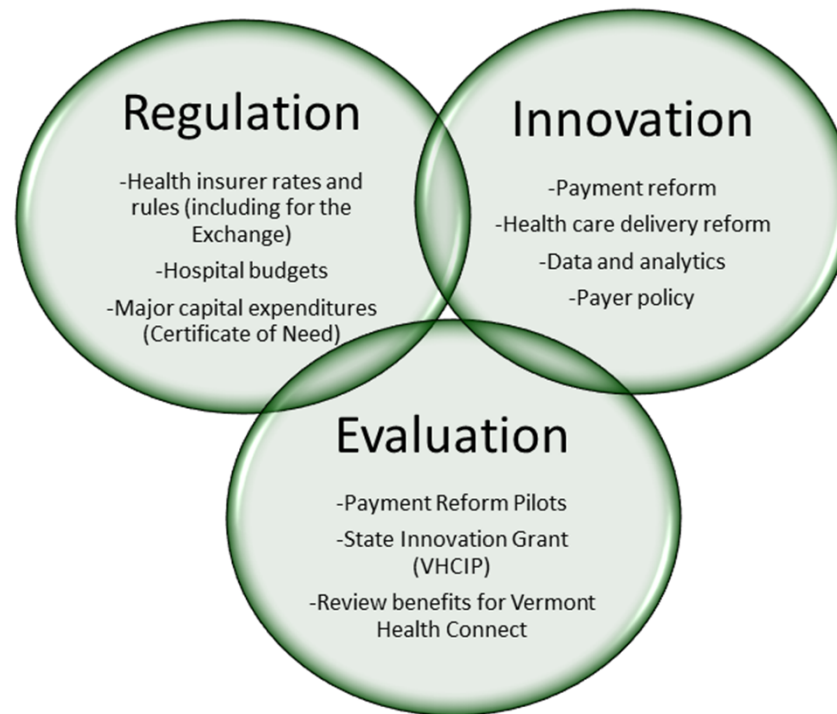 Regulation
-Health insurer rates and
rules (including for the
Exchange)
-Hospital budgets
-Major capital expenditures
(Certificate of Need)
Innovation
-Payment reform
-Health care delivery reform
-Data and analytics
-Payer policy
Evaluation
-Payment Reform Pilots
-State Innovation Grant
(VHCIP)
-Review benefits for Vermont
Health Connect